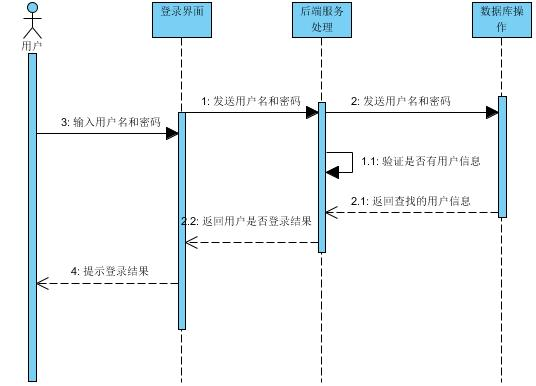 登录界面
后端服务
处理
数据库操
作
用户
1: 发送用户名和密码
2: 发送用户名和密码
3: 输入用户名和密码
1.1: 验证是否有用户信息
2.1: 返回查找的用户信息
2.2: 返回用户是否登录结果
4: 提示登录结果